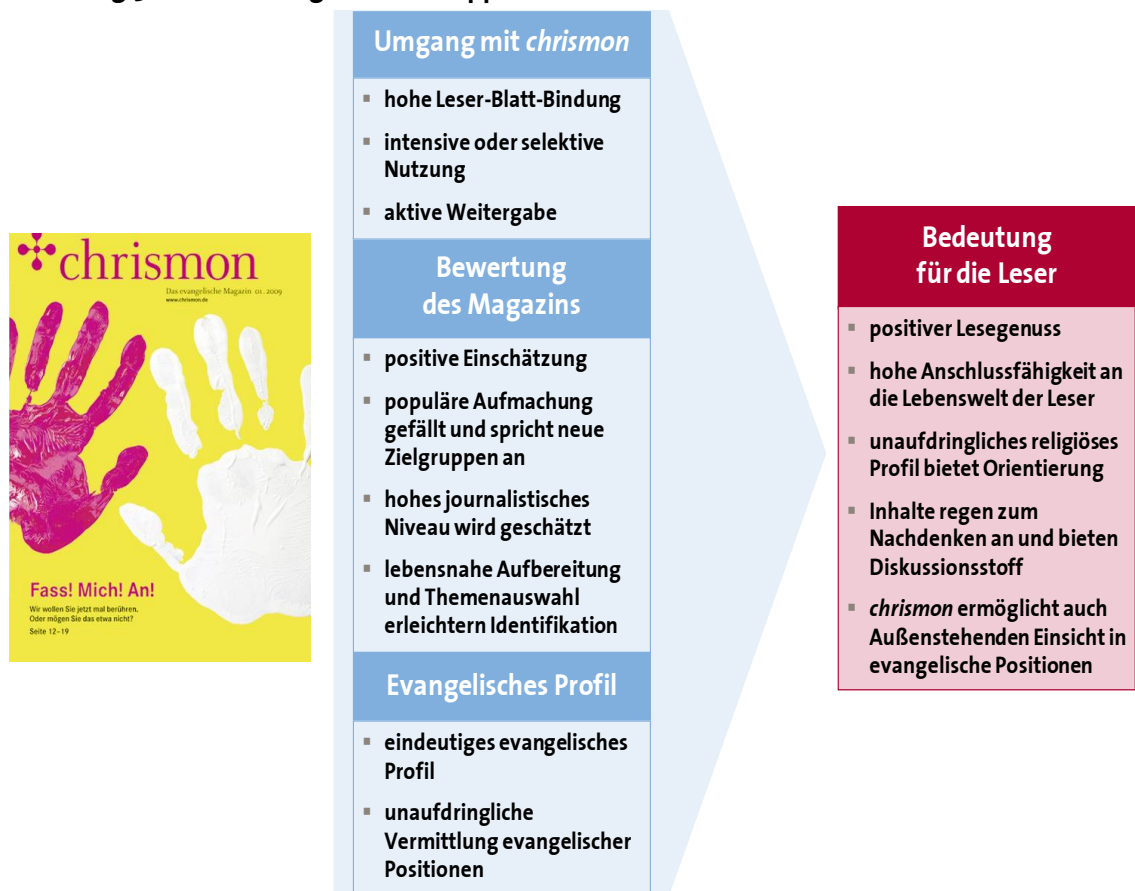 Umgang mit chrismon
hohe Leser-Blatt-Bindung
intensive oder selektive
Nutzung
aktive Weitergabe
Bewertung
des Magazins
positive Einschätzung
populäre Aufmachung
gefällt und spricht neue
Zielgruppen an
hohes journalistisches
Niveau wird geschätzt
lebensnahe Aufbereitung
und Themenauswahl
erleichtern Identifikation
Evangelisches Profil
eindeutiges evangelisches
Profil
unaufdringliche
Vermittlung evangelischer
Positionen
chrismon
Das evangelische Magazin 01.2009
www.chrismon.de
Fass! Mich! An!
Wir wollen Sie jetzt mal berühren.
Oder mögen Sie das etwa nicht?
Seite 12–19
Bedeutung
für die Leser
positiver Lesegenuss
hohe Anschlussfähigkeit an
die Lebenswelt der Leser
unaufdringliches religiöses
Profil bietet Orientierung
Inhalte regen zum
Nachdenken an und bieten
Diskussionsstoff
chrismon ermöglicht auch
Außenstehenden Einsicht in
evangelische Positionen